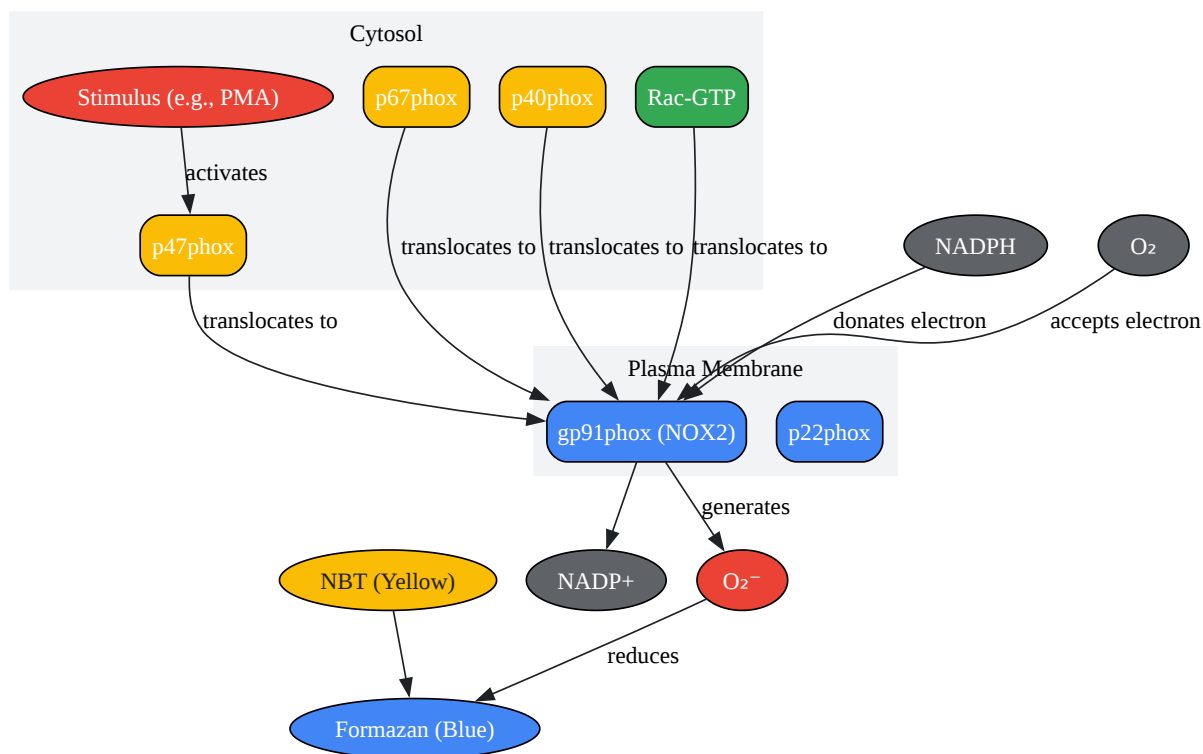 Cytosol
Stimulus (e.g., PMA)
p67phox
p40phox
Rac-GTP
activates
p47phox
translocates to
translocates to
translocates to
NADPH
O₂
translocates to
donates electron
accepts electron
Plasma Membrane
gp91phox (NOX2)
p22phox
generates
NBT (Yellow)
NADP+
O₂⁻
reduces
Formazan (Blue)